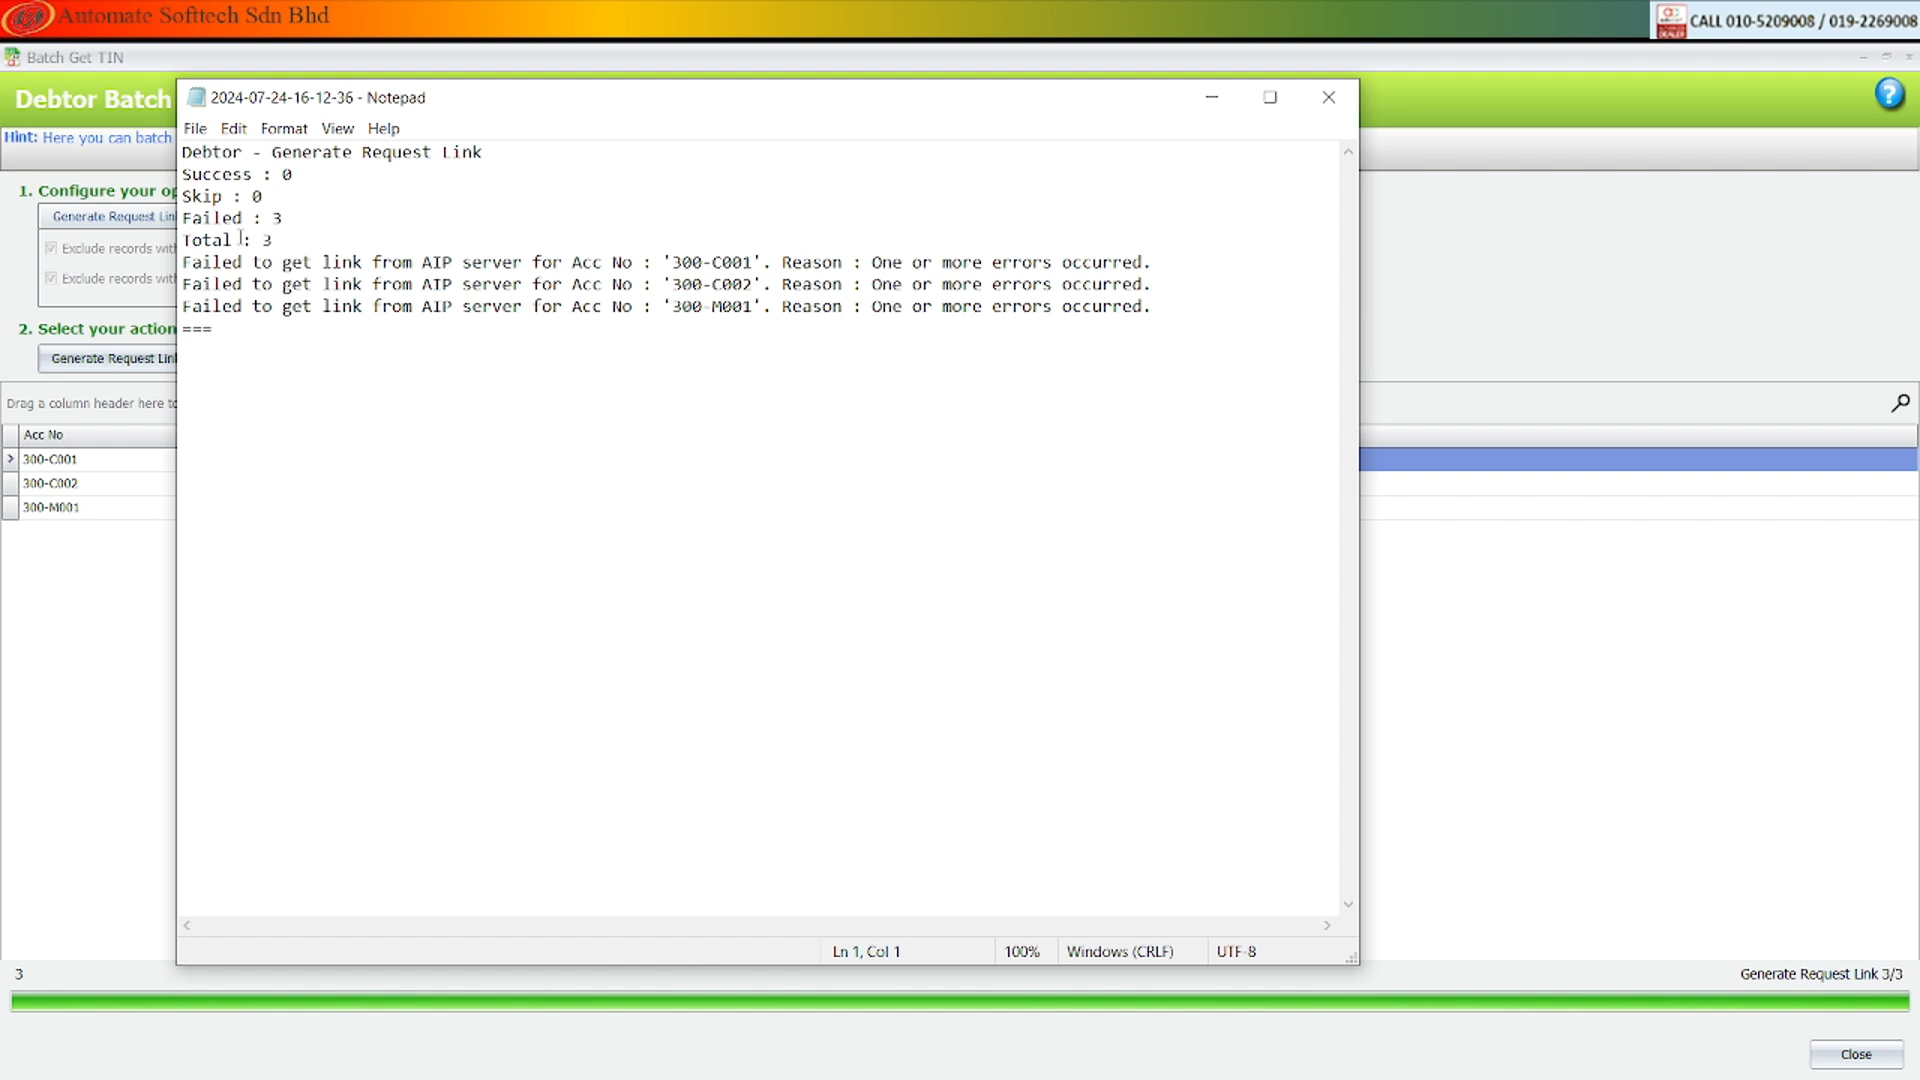 Automate Softtech Sdn Bhd
CALL 010-5209008 / 019-2269008
Batch Get TIN
Debtor Batch
Hint: Here you can batch
1. Configure your op
Generate Request Lin
Exclude records with
Exclude records with
2. Select your action
Generate Request Lin
Drag a column header here to
Acc No
300-C001
300-C002
300-M001
2024-07-24-16-12-36 - Notepad
File Edit Format View Help
Debtor - Generate Request Link
Success : 0
Skip : 0
Failed : 3
Total : 3
Failed to get link from AIP server for Acc No : '300-C001'. Reason : One or more errors occurred.
Failed to get link from AIP server for Acc No : '300-C002'. Reason : One or more errors occurred.
Failed to get link from AIP server for Acc No : '300-M001'. Reason : One or more errors occurred.
===
Ln 1, Col 1 100% Windows (CRLF) UTF-8
3
Generate Request Link 3/3
Close